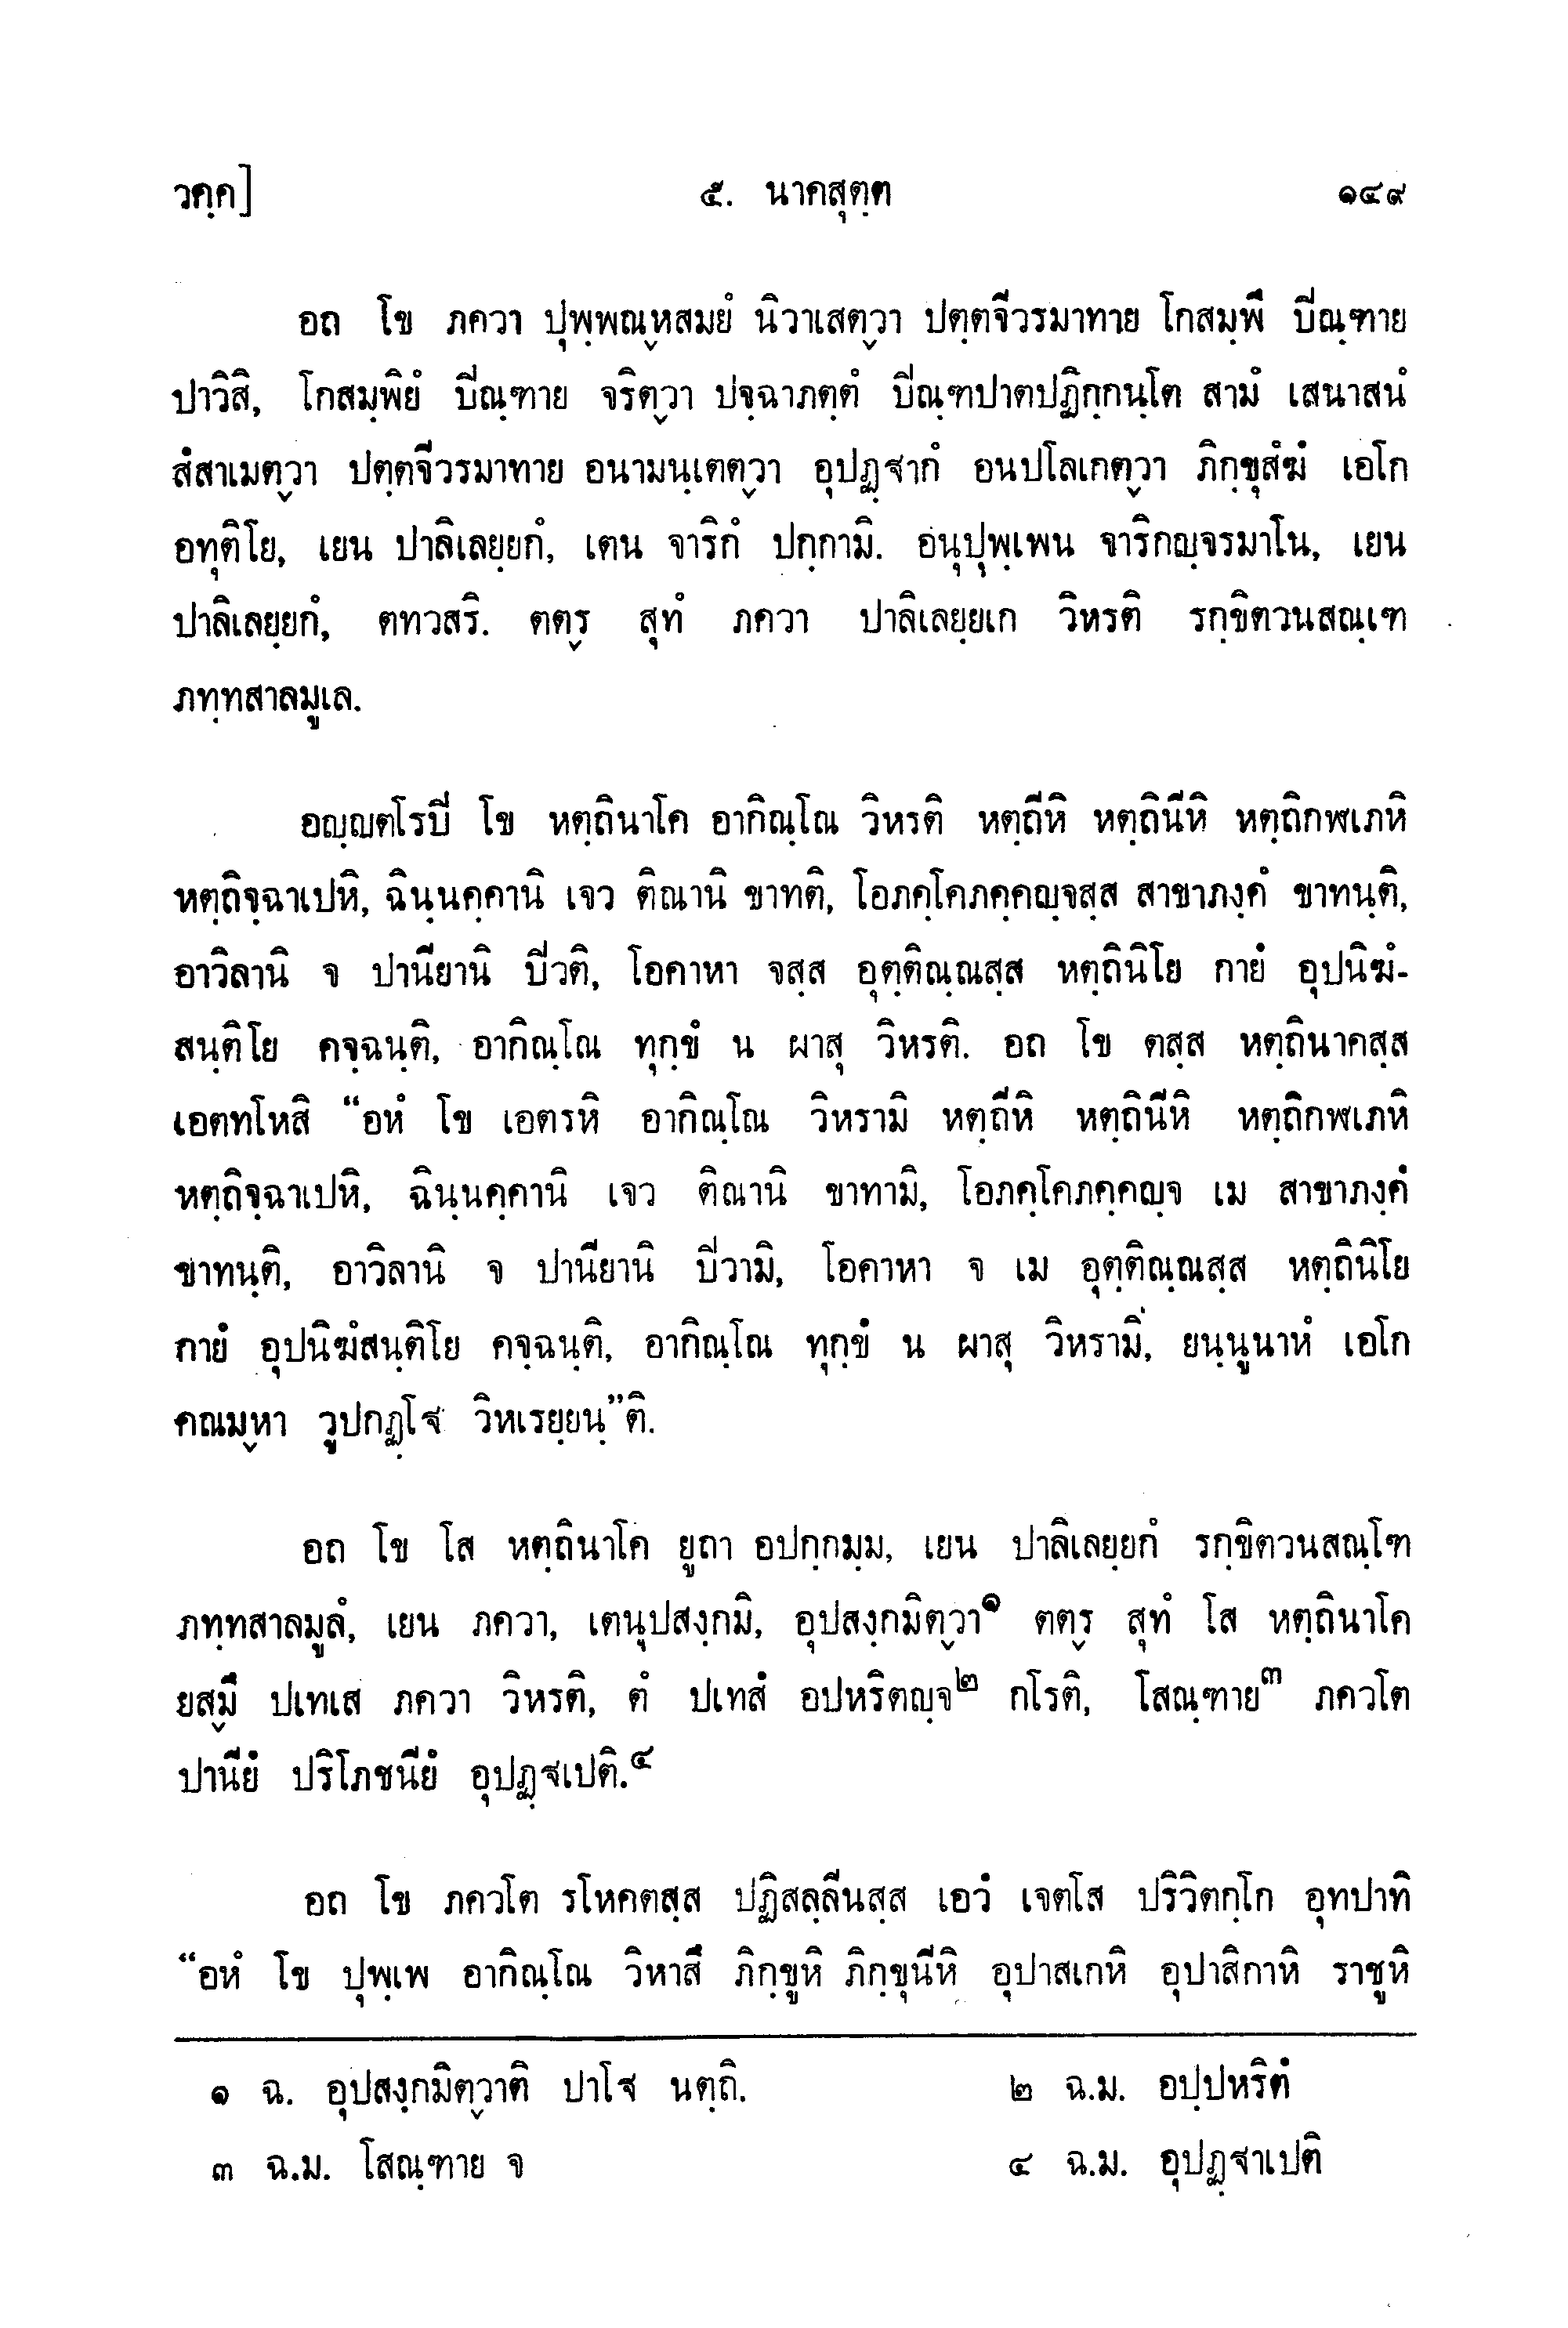 วคฺค]	๕. นาคสุตฺต	๑๔๙
อถ โข ภควา ปุพฺพณฺหสมยํ นิวาเสตฺวา ปตฺตจีวรมาทาย โกสมฺพึ ปิณฺฑาย
ปาวิสิ, โกสมฺพิยํ ปิณฺฑาย จริตฺวา ปจฺฉาภตฺตํ ปิณฺฑปาตปฏิกฺกนฺโต สามํ เสนาสนํ
สํสาเมตฺวา ปตฺตจีวรมาทาย อนามนฺเตตฺวา อุปฏฺฐากํ อนปโลเกตฺวา ภิกฺขุสํฆํ เอโก
อทุติโย, เยน ปาลิเลยฺยกํ, เตน จาริกํ ปกฺกามิ. อนุปุพฺเพน จาริกญฺจรมาโน, เยน
ปาลิเลยฺยกํ, ตทวสริ. ตตฺร สุทํ ภควา ปาลิเลยฺยเก วิหรติ รกฺขิตวนสณฺเฑ
ภทฺทสาลมูเล.
อญฺญตโรปิ โข หตฺถินาโค อากิณฺโณ วิหรติ หตฺถีหิ หตฺถินีหิ หตฺถิกฬเภหิ
หตฺถิจฺฉาเปหิ, ฉินฺนคฺคานิ เจว ติณานิ ขาทติ, โอภคฺโคภคฺคญฺจสฺส สาขาภงฺคํ ขาทนฺติ,
อาวิลานิ จ ปานียานิ ปิวติ, โอคาหา จสฺส อุตฺติณฺณสฺส หตฺถินิโย กายํ อุปนิฆํ-
สนฺติโย คจฺฉนฺติ, อากิณฺโณ ทุกฺขํ น ผาสุ วิหรติ. อถ โข ตสฺส หตฺถินาคสฺส
เอตทโหสิ “อหํ โข เอตรหิ อากิณฺโณ วิหรามิ หตฺถีหิ หตฺถินีหิ หตฺถิกฬเภหิ
หตฺถิจฺฉาเปหิ, ฉินฺนคฺคานิ เจว ติณานิ ขาทามิ, โอภคฺโคภคฺคญฺจ เม สาขาภงฺคํ
ขาทนฺติ, อาวิลานิ จ ปานียานิ ปิวามิ, โอคาหา จ เม อุตฺติณฺณสฺส หตฺถินิโย
กายํ อุปนิฆํสนฺติโย คจฺฉนฺติ, อากิณฺโณ ทุกฺขํ น ผาสุ วิหรามิ, ยนฺนูนาหํ เอโก
คณมฺหา วูปกฏฺโฐ วิหเรยฺยนฺ”ติ.
อถ โข โส หตฺถินาโค ยูถา อปกฺกมฺม, เยน ปาลิเลยฺยกํ รกฺขิตวนสณฺโฑ
ภทฺทสาลมูลํ, เยน ภควา, เตนุปสงฺกมิ, อุปสงฺกมิตฺวา๑ ตตฺร สุทํ โส หตฺถินาโค
ยสฺมึ ปเทเส ภควา วิหรติ, ตํ ปเทสํ อปหริตญฺจ๒ กโรติ, โสณฺฑาย๓ ภควโต
ปานียํ ปริโภชนียํ อุปฏฺฐเปติ.๔
อถ โข ภควโต รโหคตสฺส ปฏิสลฺลีนสฺส เอวํ เจตโส ปริวิตกฺโก อุทปาทิ
“อหํ โข ปุพฺเพ อากิณฺโณ วิหาสึ ภิกฺขูหิ ภิกฺขุนีหิ อุปาสเกหิ อุปาสิกาหิ ราชูหิ
๑ ฉ. อุปสงฺกมิตฺวาติ ปาโฐ นตฺถิ.	๒ ฉ.ม. อปฺปหริตํ
๓ ฉ.ม. โสณฺฑาย จ	๔ ฉ.ม. อุปฏฺฐาเปติ